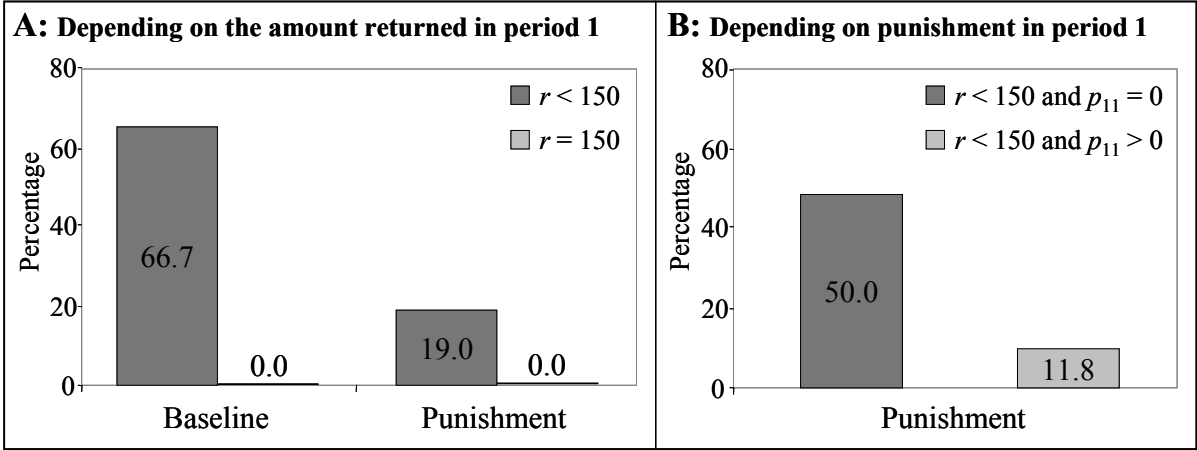 A: Depending on the amount returned in period 1
80
60
40
20
0
Percentage
r < 150
r = 150
66.7
0.0
19.0
0.0
Baseline
Punishment
B: Depending on punishment in period 1
80
60
40
20
0
Percentage
r < 150 and p₁₁ = 0
r < 150 and p₁₁ > 0
50.0
11.8
Punishment